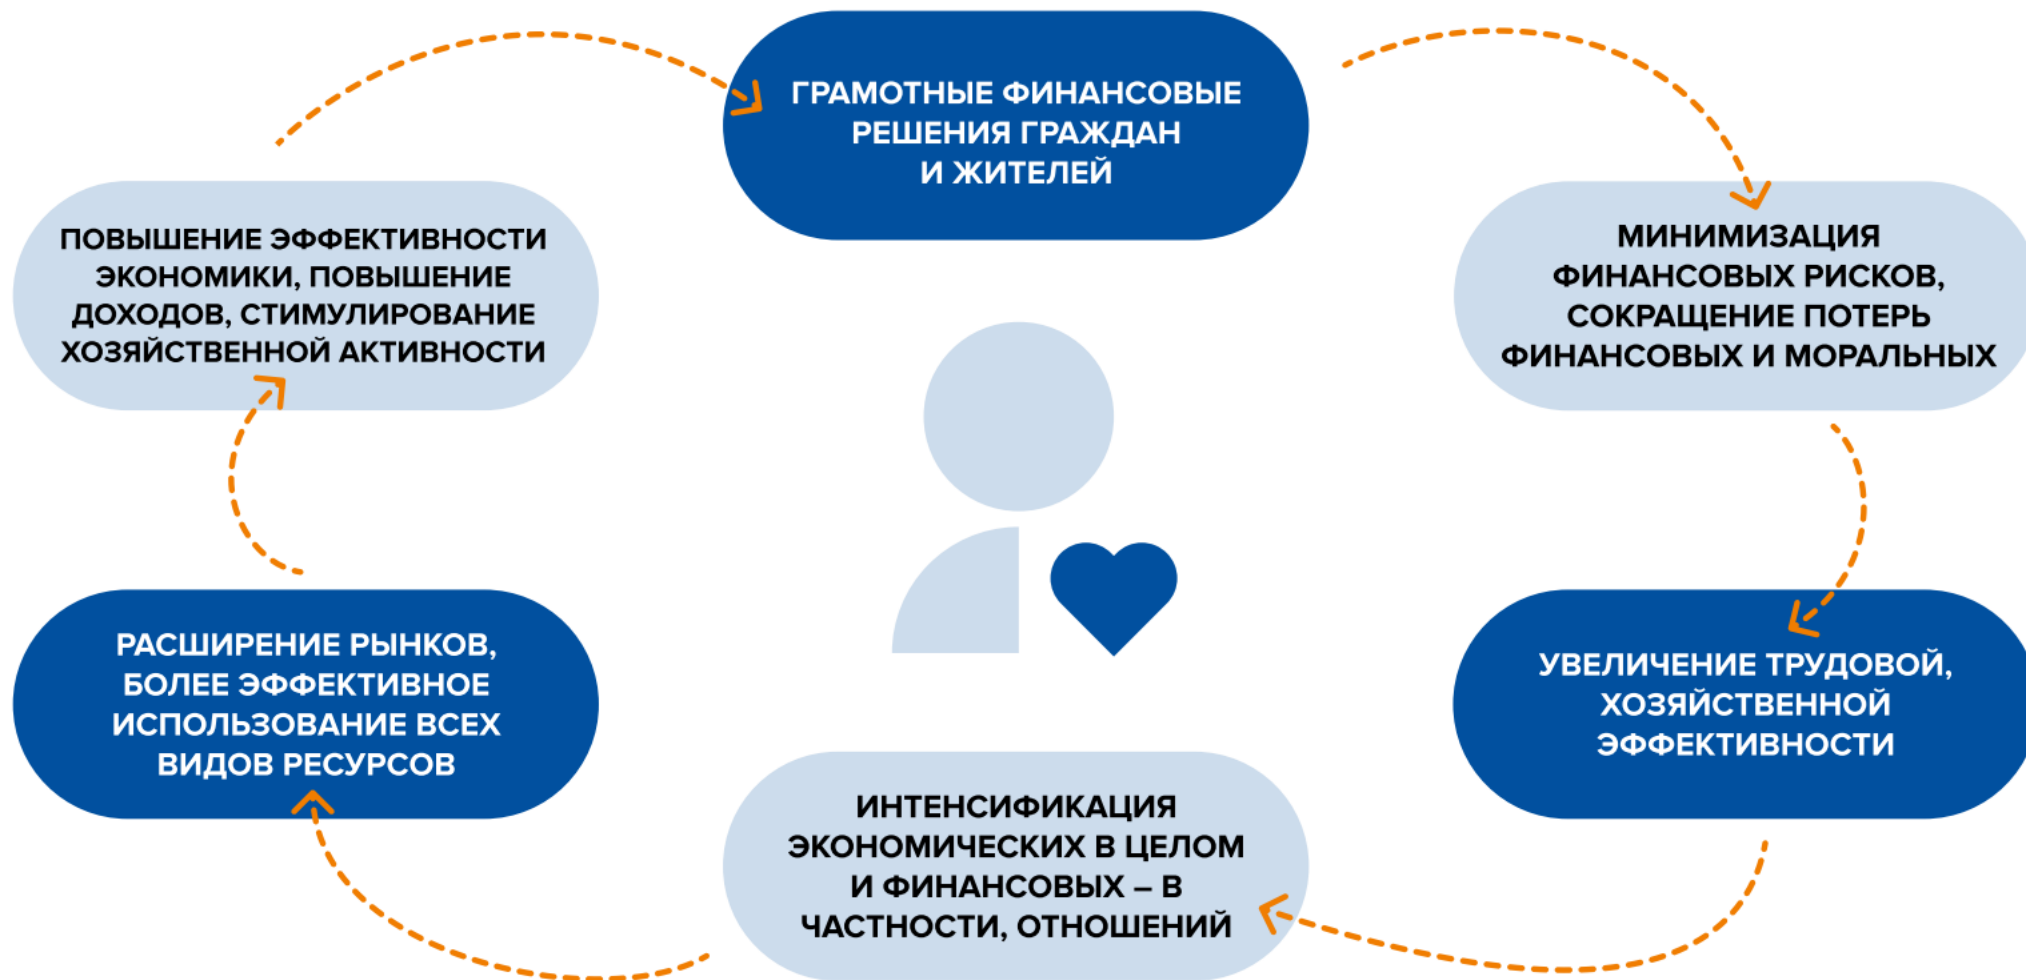 ГРАМОТНЫЕ ФИНАНСОВЫЕ
РЕШЕНИЯ ГРАЖДАН
И ЖИТЕЛЕЙ
МИНИМИЗАЦИЯ
ФИНАНСОВЫХ РИСКОВ,
СОКРАЩЕНИЕ ПОТЕРЬ
ФИНАНСОВЫХ И МОРАЛЬНЫХ
УВЕЛИЧЕНИЕ ТРУДОВОЙ,
ХОЗЯЙСТВЕННОЙ
ЭФФЕКТИВНОСТИ
ИНТЕНСИФИКАЦИЯ
ЭКОНОМИЧЕСКИХ В ЦЕЛОМ
И ФИНАНСОВЫХ – В
ЧАСТНОСТИ, ОТНОШЕНИЙ
РАСШИРЕНИЕ РЫНКОВ,
БОЛЕЕ ЭФФЕКТИВНОЕ
ИСПОЛЬЗОВАНИЕ ВСЕХ
ВИДОВ РЕСУРСОВ
ПОВЫШЕНИЕ ЭФФЕКТИВНОСТИ
ЭКОНОМИКИ, ПОВЫШЕНИЕ
ДОХОДОВ, СТИМУЛИРОВАНИЕ
ХОЗЯЙСТВЕННОЙ АКТИВНОСТИ